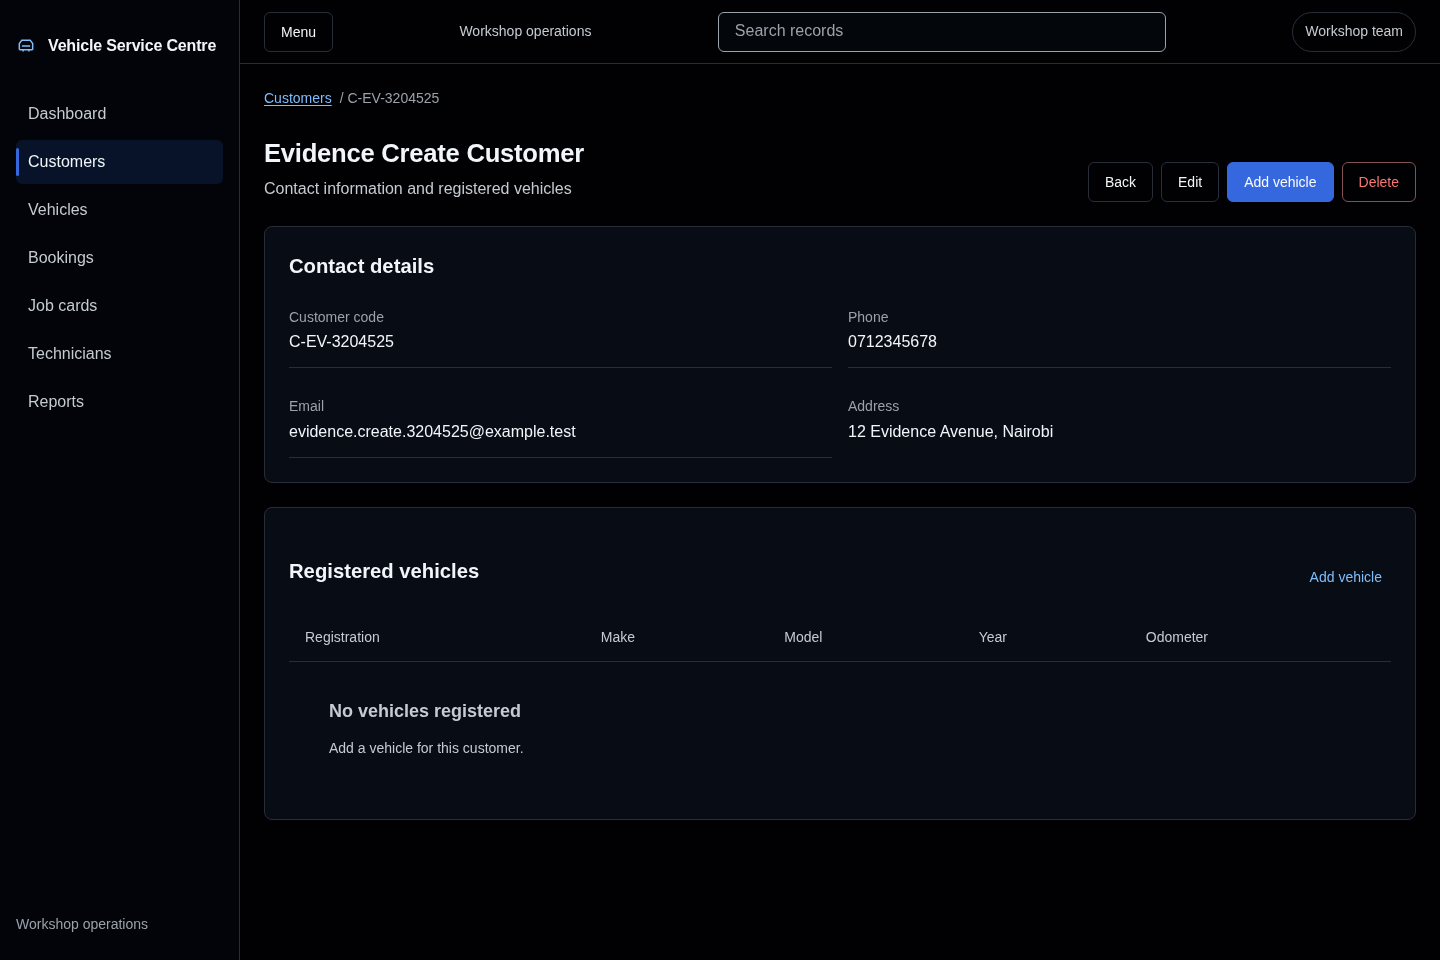 Vehicle Service Centre
Dashboard
Customers
Vehicles
Bookings
Job cards
Technicians
Reports
Workshop operations
Menu
Workshop operations
Search records
Workshop team
Customers / C-EV-3204525
Evidence Create Customer
Contact information and registered vehicles
Back
Edit
Add vehicle
Delete
Contact details
Customer code
C-EV-3204525
Phone
0712345678
Email
evidence.create.3204525@example.test
Address
12 Evidence Avenue, Nairobi
Registered vehicles
Add vehicle
Registration Make Model Year Odometer
No vehicles registered
Add a vehicle for this customer.